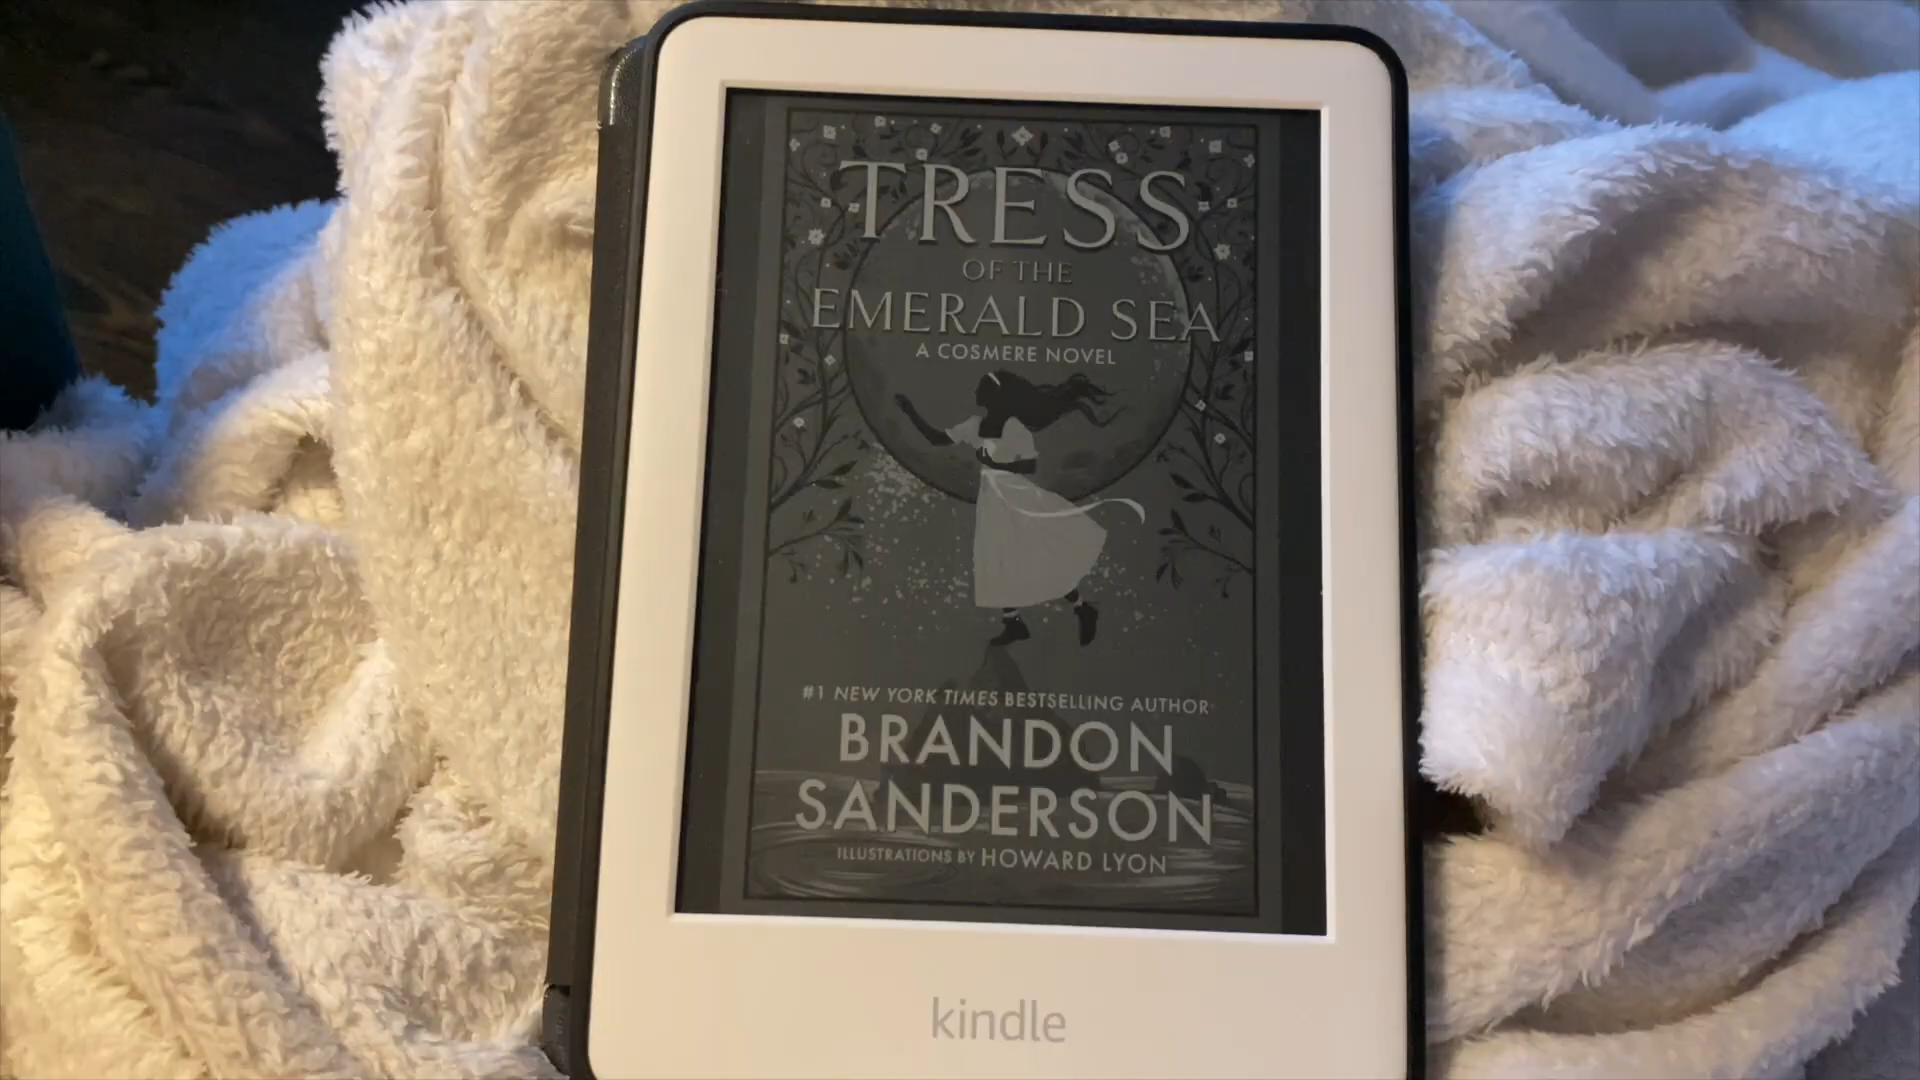 TRESS
OF THE
EMERALD SEA
A COSMERE NOVEL
#1 NEW YORK TIMES BESTSELLING AUTHOR
BRANDON
SANDERSON
ILLUSTRATIONS BY HOWARD LYON
kindle